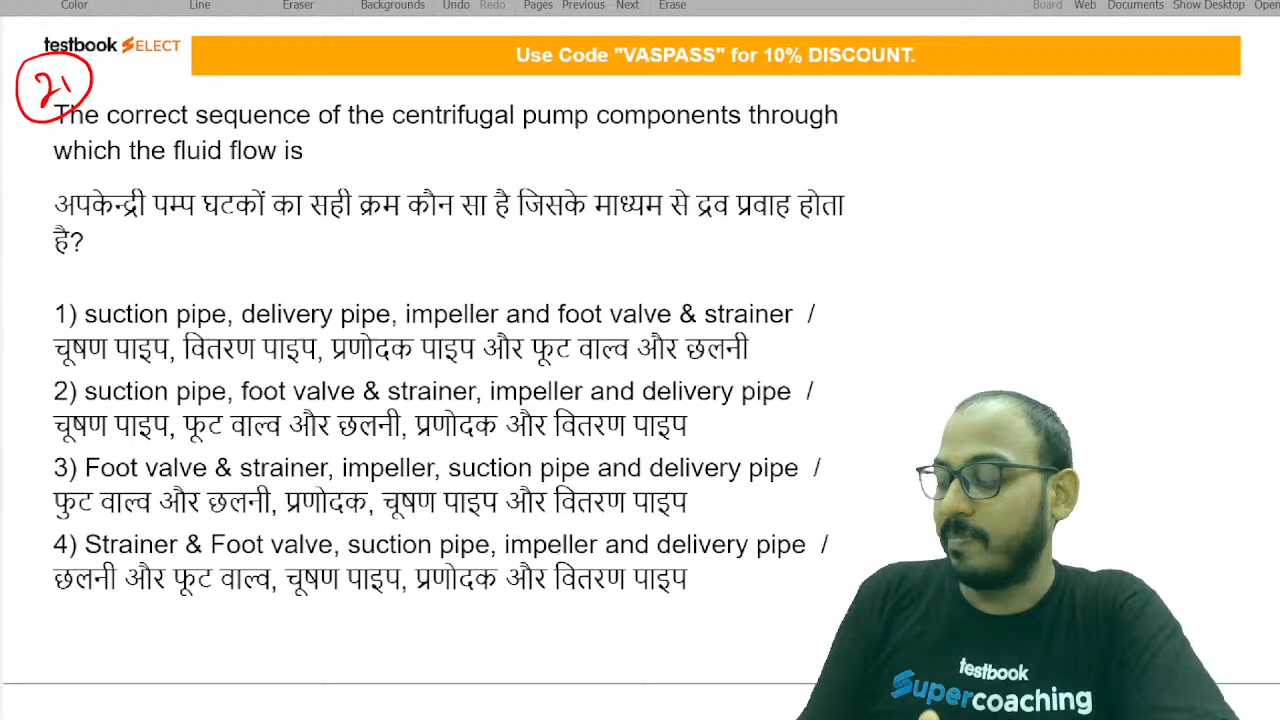 Color Line Eraser Backgrounds Undo Redo Pages Previous Next Erase Board Web Documents Show Desktop Open
testbook SELECT
Use Code "VASPASS" for 10% DISCOUNT.
21
The correct sequence of the centrifugal pump components through
which the fluid flow is
अपकेन्द्री पम्प घटकों का सही क्रम कौन सा है जिसके माध्यम से द्रव प्रवाह होता
है?
1) suction pipe, delivery pipe, impeller and foot valve & strainer /
चूषण पाइप, वितरण पाइप, प्रणोदक पाइप और फूट वाल्व और छलनी
2) suction pipe, foot valve & strainer, impeller and delivery pipe /
चूषण पाइप, फूट वाल्व और छलनी, प्रणोदक और वितरण पाइप
3) Foot valve & strainer, impeller, suction pipe and delivery pipe /
फुट वाल्व और छलनी, प्रणोदक, चूषण पाइप और वितरण पाइप
4) Strainer & Foot valve, suction pipe, impeller and delivery pipe /
छलनी और फूट वाल्व, चूषण पाइप, प्रणोदक और वितरण पाइप
testbook
Supercoaching